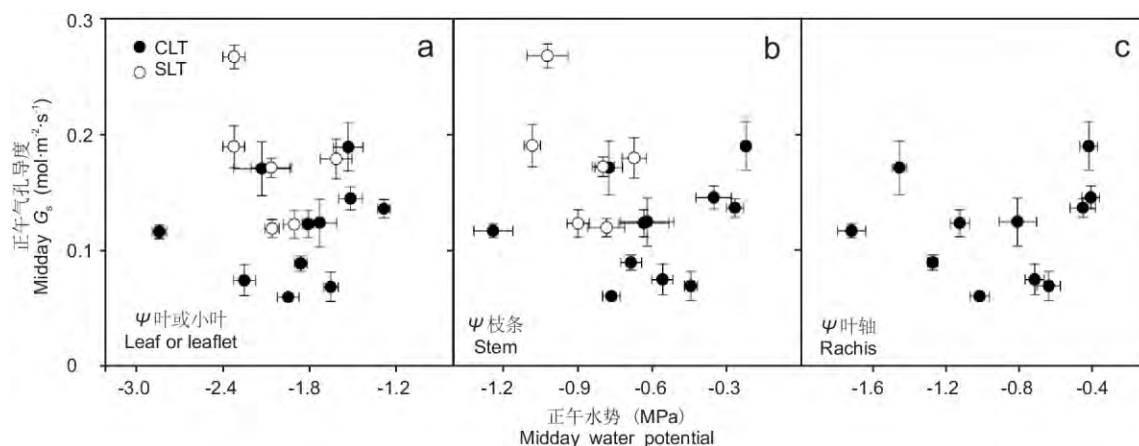 0.3
0.2
0.1
0
正午气孔导度
Midday Gs (mol·m-2·s-1)
CLT
SLT
a
b
c
Ψ叶或小叶
Leaf or leaflet
Ψ枝条
Stem
Ψ叶轴
Rachis
-3.0 -2.4 -1.8 -1.2
-1.2 -0.9 -0.6 -0.3
-1.6 -1.2 -0.8 -0.4
正午水势 (MPa)
Midday water potential